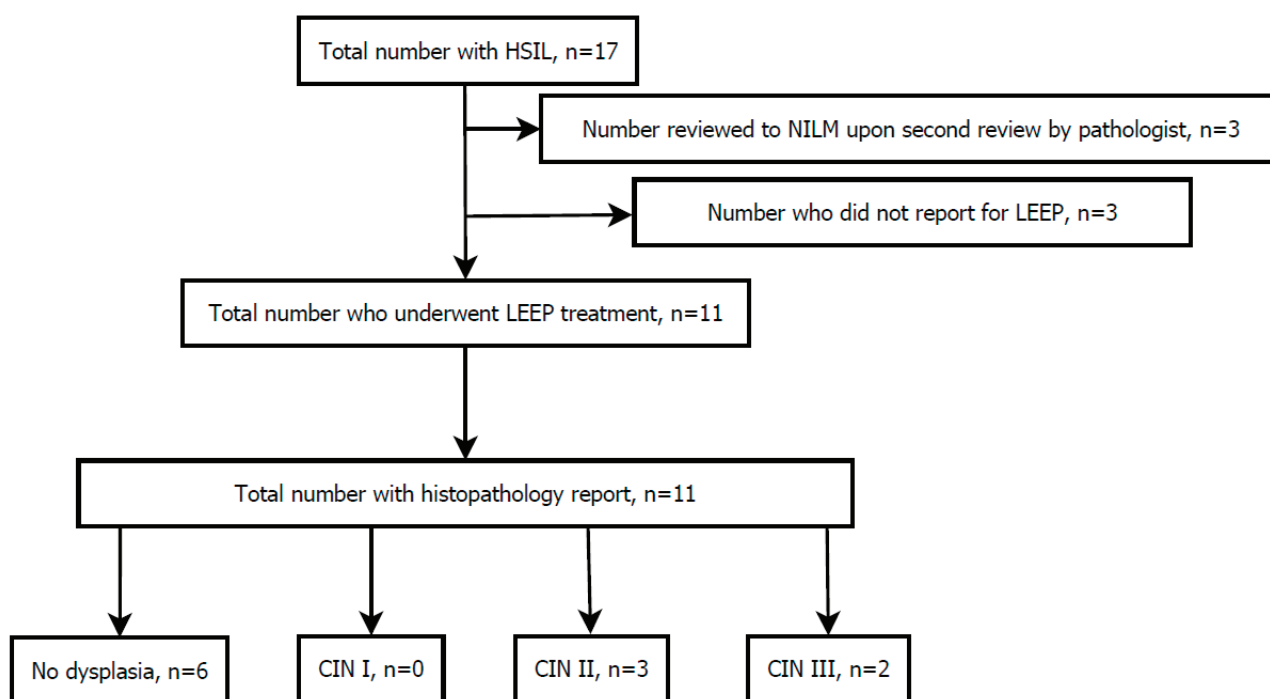 Total number with HSIL, n=17
Number reviewed to NILM upon second review by pathologist, n=3
Number who did not report for LEEP, n=3
Total number who underwent LEEP treatment, n=11
Total number with histopathology report, n=11
No dysplasia, n=6
CIN I, n=0
CIN II, n=3
CIN III, n=2